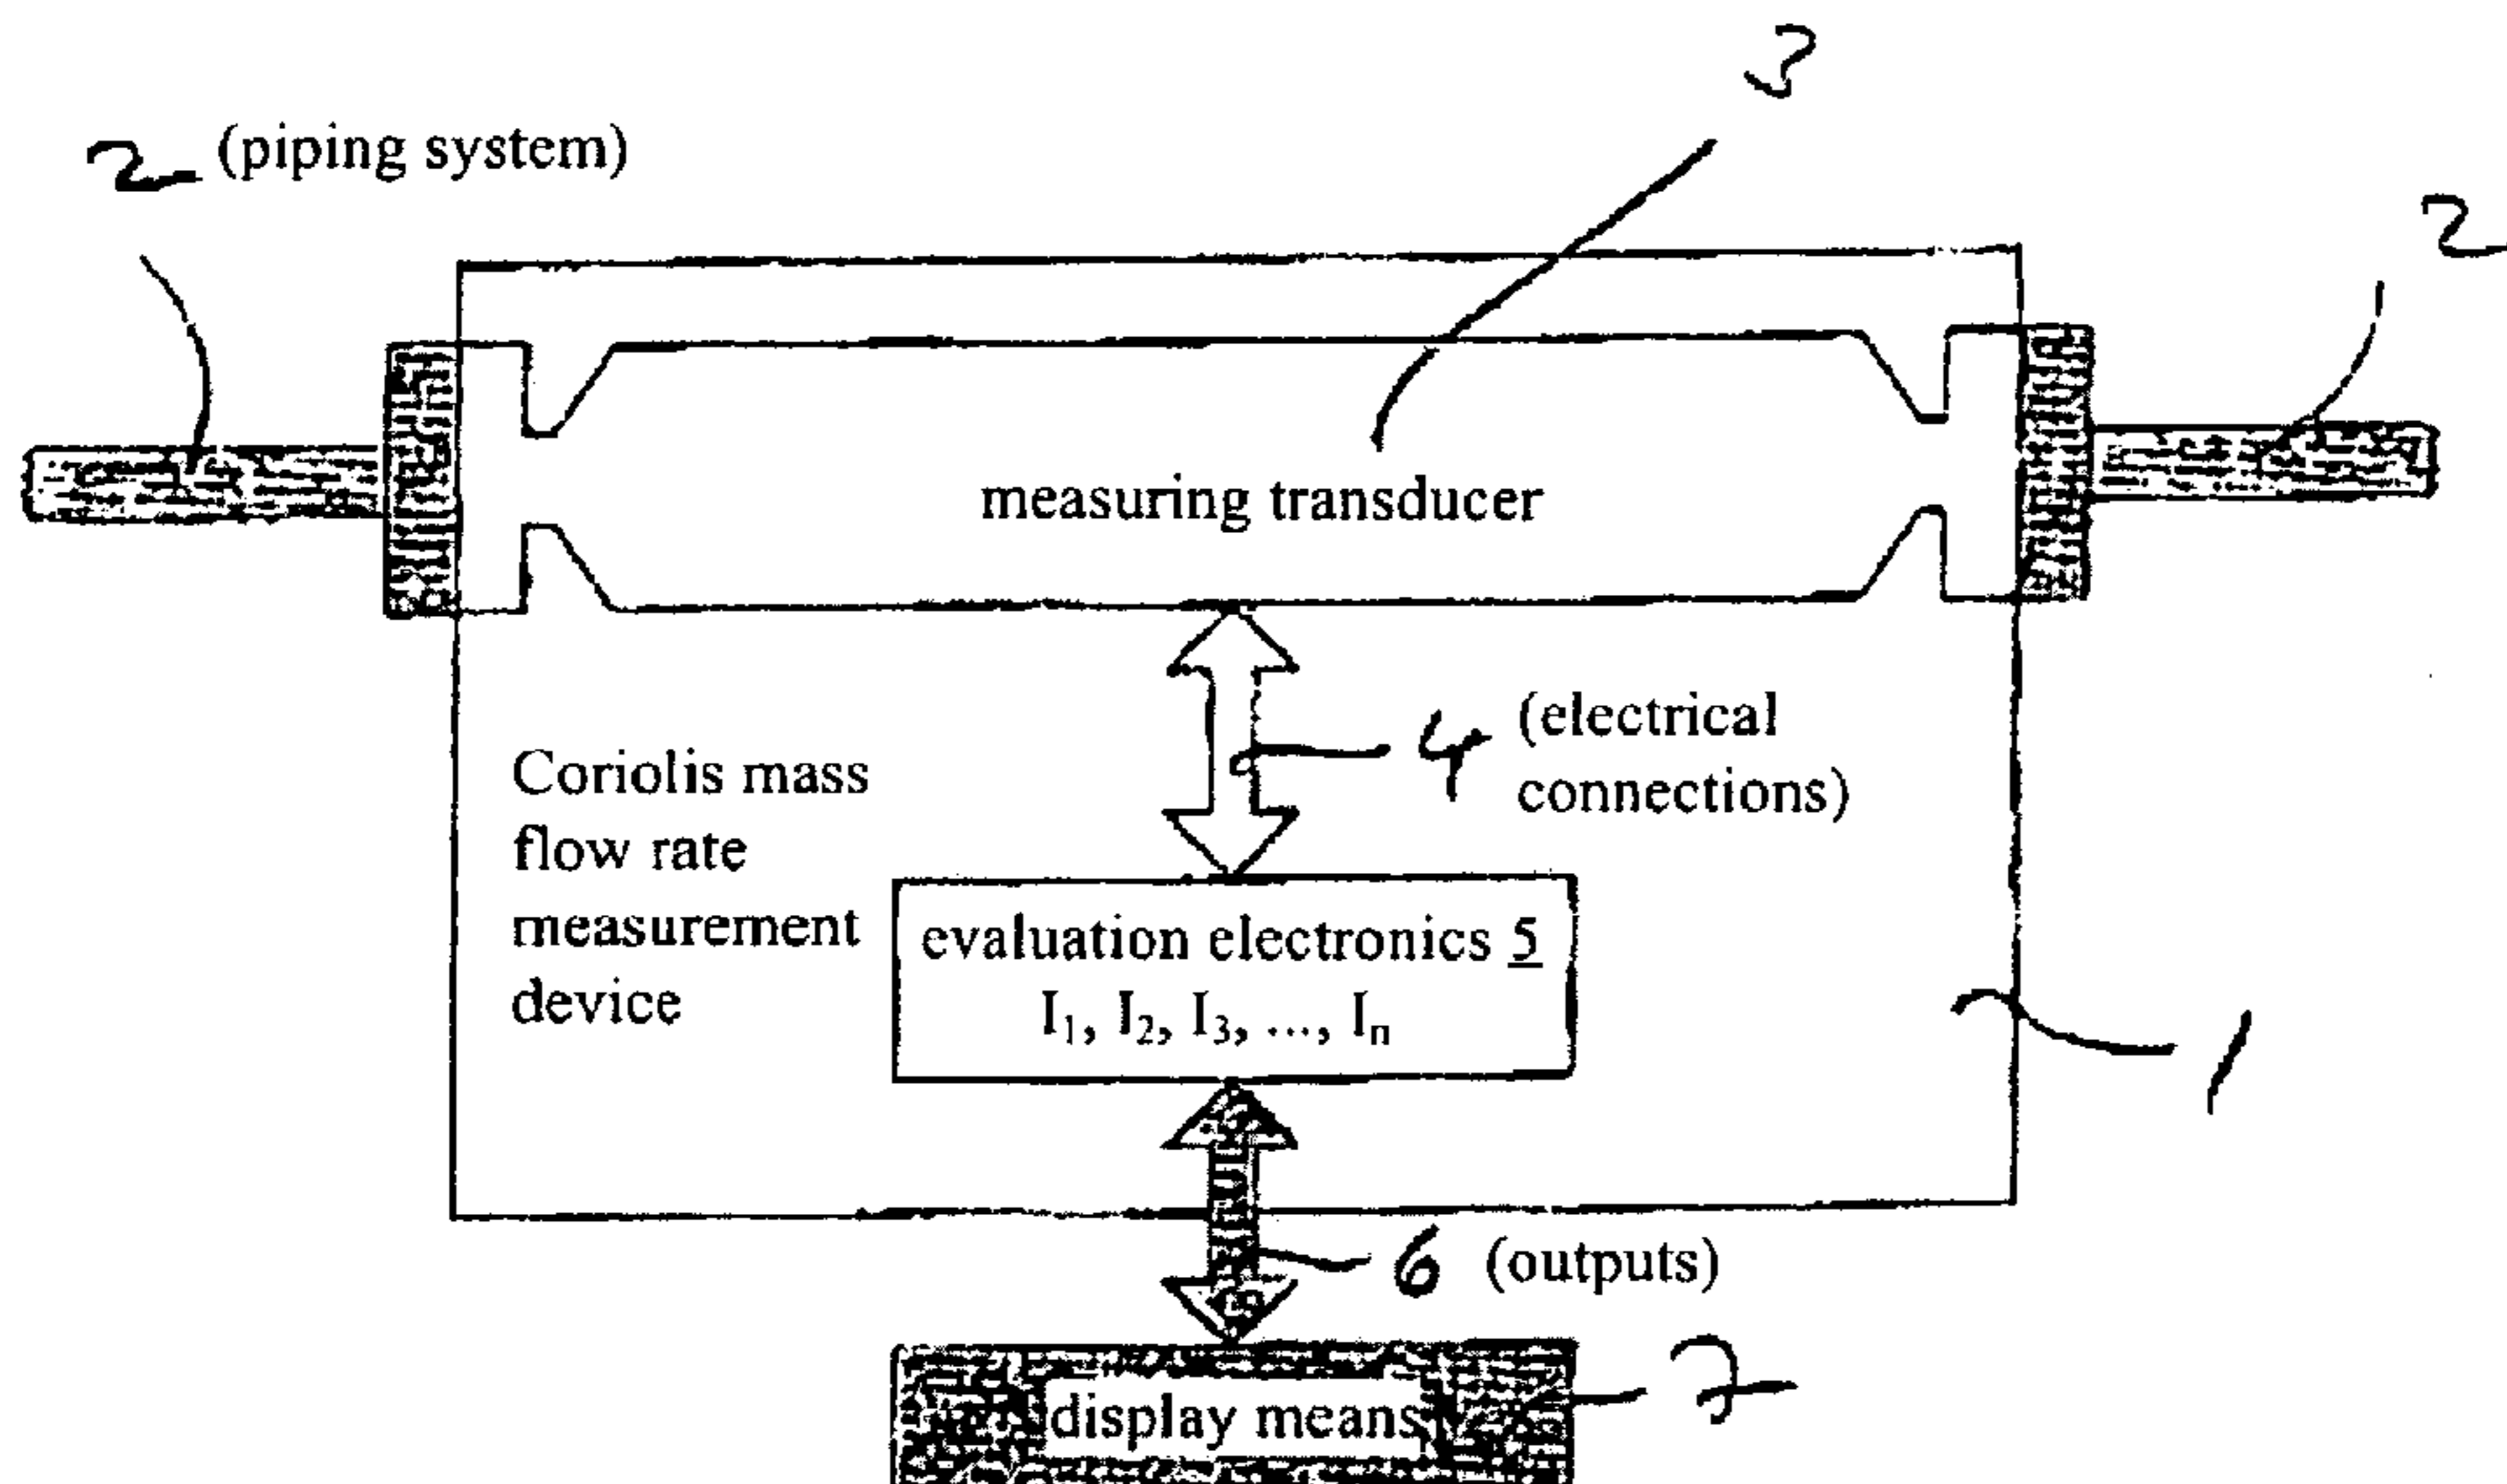 3
2 (piping system)
2
measuring transducer
4 (electrical
connections)
Coriolis mass
flow rate
measurement
device
evaluation electronics 5
I₁, I₂, I₃, ..., Iₙ
1
6 (outputs)
7
display means